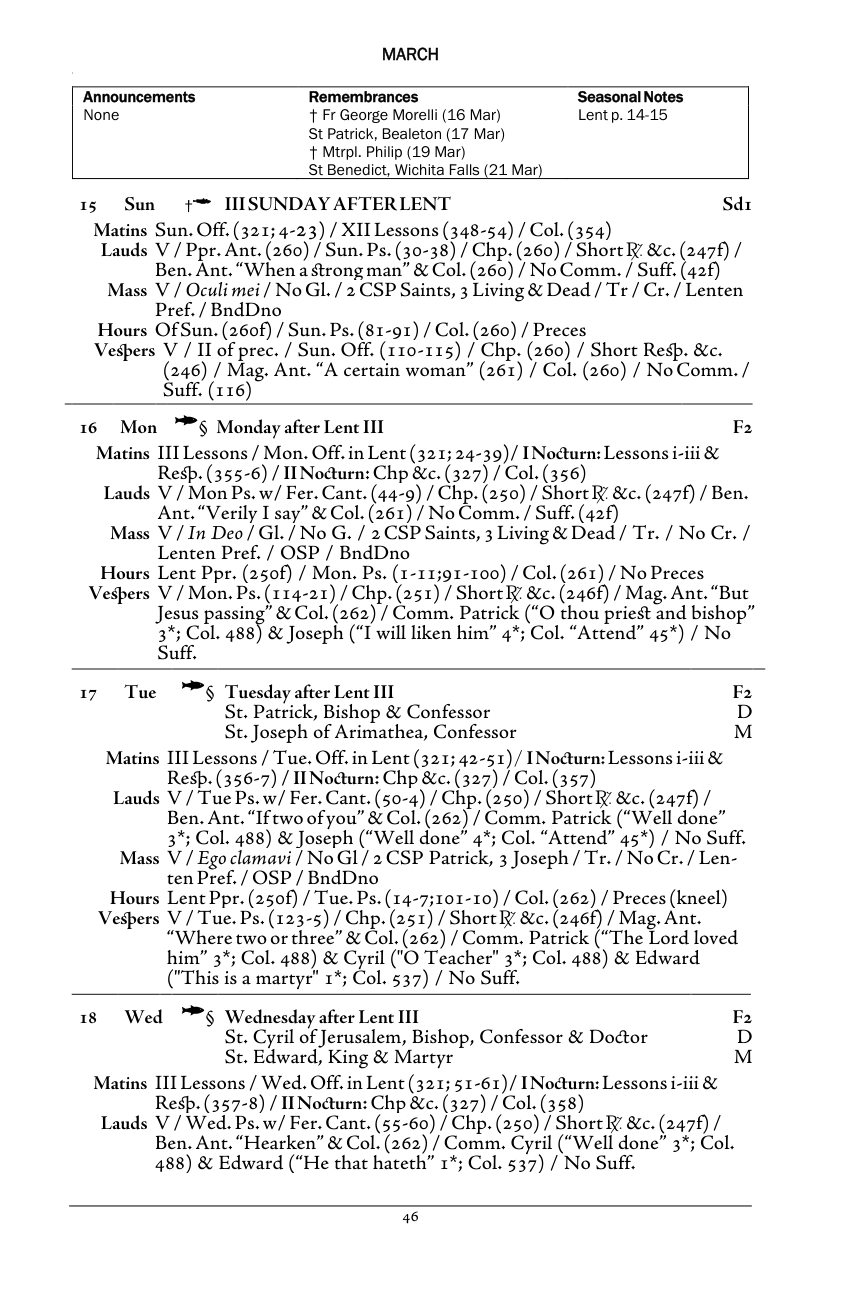 MARCH
Announcements Remembrances Seasonal Notes
None † Fr George Morelli (16 Mar) Lent p. 14-15
St Patrick, Bealeton (17 Mar)
† Mtrpl. Philip (19 Mar)
St Benedict, Wichita Falls (21 Mar)
15 Sun † III SUNDAY AFTER LENT Sd1
Matins Sun. Off. (321; 4-23) / XII Lessons (348-54) / Col. (354)
Lauds V / Ppr. Ant. (260) / Sun. Ps. (30-38) / Chp. (260) / Short ℟. &c. (247f) /
Ben. Ant. “When a strong man” & Col. (260) / No Comm. / Suff. (42f)
Mass V / Oculi mei / No Gl. / 2 CSP Saints, 3 Living & Dead / Tr / Cr. / Lenten
Pref. / BndDno
Hours Of Sun. (260f) / Sun. Ps. (81-91) / Col. (260) / Preces
Vespers V / II of prec. / Sun. Off. (110-115) / Chp. (260) / Short Resp. &c.
(246) / Mag. Ant. “A certain woman” (261) / Col. (260) / No Comm. /
Suff. (116)
16 Mon § Monday after Lent III F2
Matins III Lessons / Mon. Off. in Lent (321; 24-39)/ I Nocturn: Lessons i-iii &
Resp. (355-6) / II Nocturn: Chp &c. (327) / Col. (356)
Lauds V / Mon Ps. w/ Fer. Cant. (44-9) / Chp. (250) / Short ℟. &c. (247f) / Ben.
Ant. “Verily I say” & Col. (261) / No Comm. / Suff. (42f)
Mass V / In Deo / Gl. / No G. / 2 CSP Saints, 3 Living & Dead / Tr. / No Cr. /
Lenten Pref. / OSP / BndDno
Hours Lent Ppr. (250f) / Mon. Ps. (1-11;91-100) / Col. (261) / No Preces
Vespers V / Mon. Ps. (114-21) / Chp. (251) / Short ℟. &c. (246f) / Mag. Ant. “But
Jesus passing” & Col. (262) / Comm. Patrick (“O thou priest and bishop”
3*; Col. 488) & Joseph (“I will liken him” 4*; Col. “Attend” 45*) / No
Suff.
17 Tue § Tuesday after Lent III F2
St. Patrick, Bishop & Confessor D
St. Joseph of Arimathea, Confessor M
Matins III Lessons / Tue. Off. in Lent (321; 42-51)/ I Nocturn: Lessons i-iii &
Resp. (356-7) / II Nocturn: Chp &c. (327) / Col. (357)
Lauds V / Tue Ps. w/ Fer. Cant. (50-4) / Chp. (250) / Short ℟. &c. (247f) /
Ben. Ant. “If two of you” & Col. (262) / Comm. Patrick (“Well done”
3*; Col. 488) & Joseph (“Well done” 4*; Col. “Attend” 45*) / No Suff.
Mass V / Ego clamavi / No Gl / 2 CSP Patrick, 3 Joseph / Tr. / No Cr. / Len-
ten Pref. / OSP / BndDno
Hours Lent Ppr. (250f) / Tue. Ps. (14-7;101-10) / Col. (262) / Preces (kneel)
Vespers V / Tue. Ps. (123-5) / Chp. (251) / Short ℟. &c. (246f) / Mag. Ant.
“Where two or three” & Col. (262) / Comm. Patrick (“The Lord loved
him” 3*; Col. 488) & Cyril ("O Teacher" 3*; Col. 488) & Edward
("This is a martyr" 1*; Col. 537) / No Suff.
18 Wed § Wednesday after Lent III F2
St. Cyril of Jerusalem, Bishop, Confessor & Doctor D
St. Edward, King & Martyr M
Matins III Lessons / Wed. Off. in Lent (321; 51-61)/ I Nocturn: Lessons i-iii &
Resp. (357-8) / II Nocturn: Chp &c. (327) / Col. (358)
Lauds V / Wed. Ps. w/ Fer. Cant. (55-60) / Chp. (250) / Short ℟. &c. (247f) /
Ben. Ant. “Hearken” & Col. (262) / Comm. Cyril (“Well done” 3*; Col.
488) & Edward (“He that hateth” 1*; Col. 537) / No Suff.
46